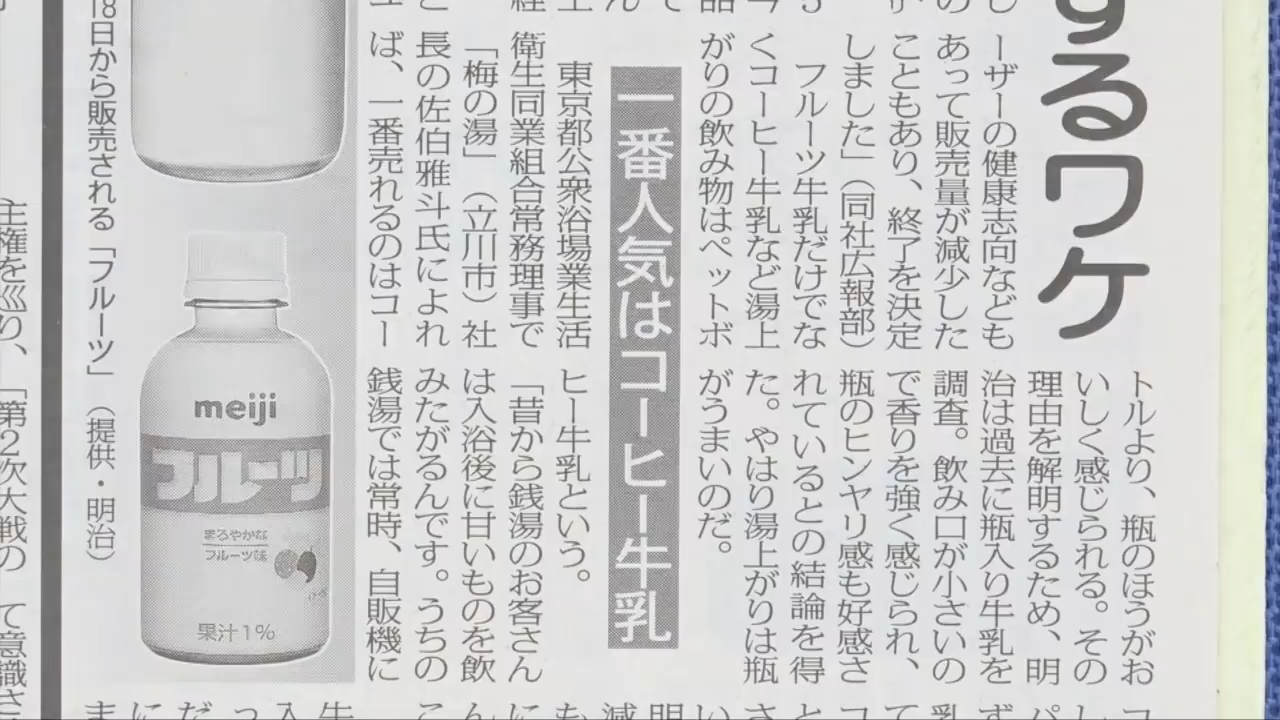 するワケ
ーザーの健康志向なども
あって販売量が減少した
こともあり、終了を決定
しました」（同社広報部）
フルーツ牛乳だけでな
くコーヒー牛乳など湯上
がりの飲み物はペットボ
トルより、瓶のほうがお
いしく感じられる。その
理由を解明するため、明
治は過去に瓶入り牛乳を
調査。飲み口が小さいの
で香りを強く感じられ、
瓶のヒンヤリ感も好感さ
れているとの結論を得
た。やはり湯上がりは瓶
がうまいのだ。
一番人気はコーヒー牛乳
東京都公衆浴場業生活
衛生同業組合常務理事で
「梅の湯」（立川市）社
長の佐伯雅斗氏によれ
ば、一番売れるのはコー
ヒー牛乳という。
「昔から銭湯のお客さん
は入浴後に甘いものを飲
みたがるんです。うちの
銭湯では常時、自販機に
18日から販売される「フルーツ」（提供・明治）
meiji
フルーツ
まろやかな
フルーツ味
果汁1％
主権を巡り、「第2次大戦の
て意識さ